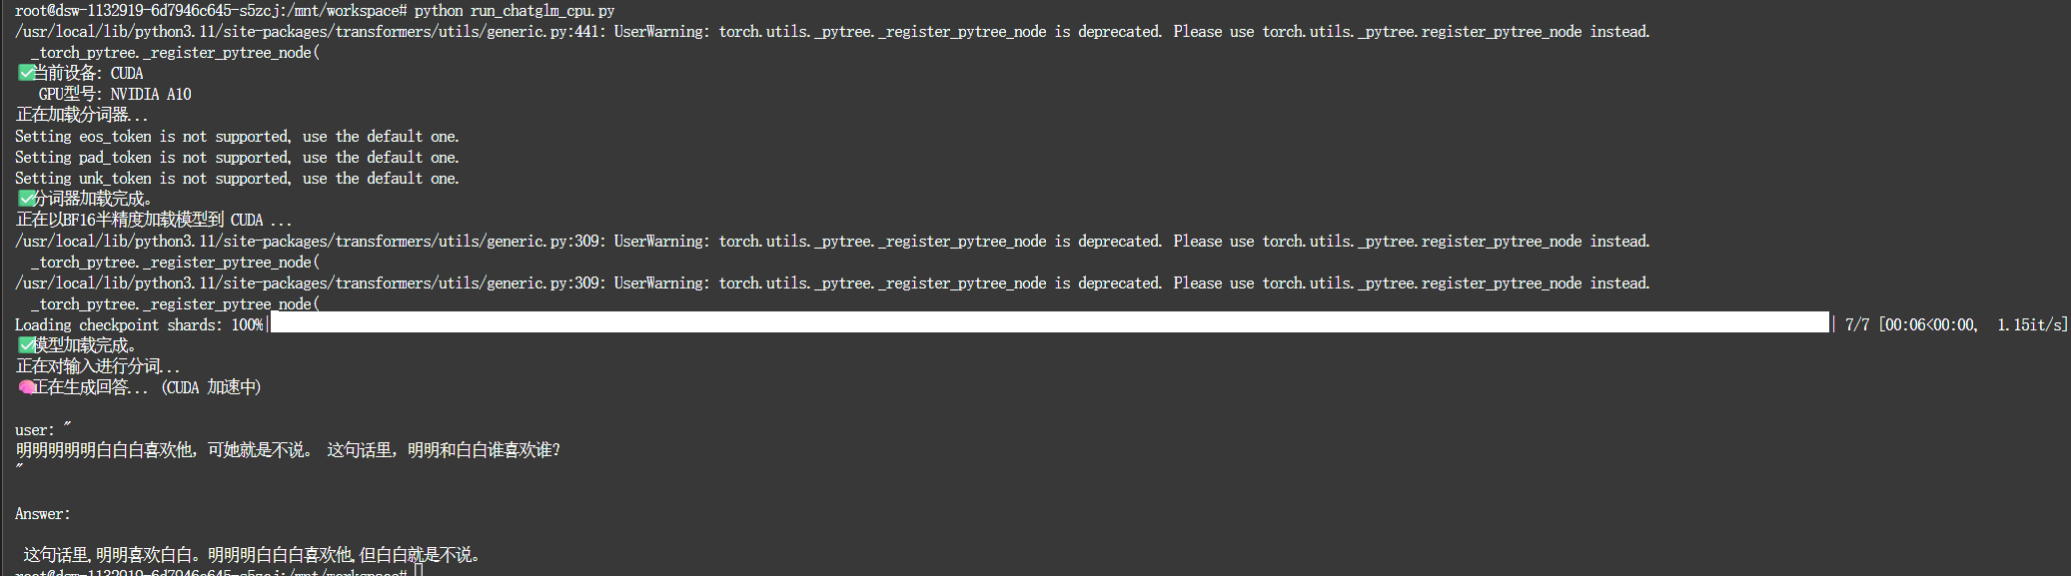 root@dsw-1132919-6d7946c645-s5zcj:/mnt/workspace# python run_chatglm_cpu.py
/usr/local/lib/python3.11/site-packages/transformers/utils/generic.py:441: UserWarning: torch.utils._pytree._register_pytree_node is deprecated. Please use torch.utils._pytree.register_pytree_node instead.
  _torch_pytree._register_pytree_node(
✅当前设备: CUDA
   GPU型号: NVIDIA A10
正在加载分词器...
Setting eos_token is not supported, use the default one.
Setting pad_token is not supported, use the default one.
Setting unk_token is not supported, use the default one.
✅分词器加载完成。
正在以BF16半精度加载模型到 CUDA ...
/usr/local/lib/python3.11/site-packages/transformers/utils/generic.py:309: UserWarning: torch.utils._pytree._register_pytree_node is deprecated. Please use torch.utils._pytree.register_pytree_node instead.
  _torch_pytree._register_pytree_node(
/usr/local/lib/python3.11/site-packages/transformers/utils/generic.py:309: UserWarning: torch.utils._pytree._register_pytree_node is deprecated. Please use torch.utils._pytree.register_pytree_node instead.
  _torch_pytree._register_pytree_node(
Loading checkpoint shards: 100%| | 7/7 [00:06<00:00,  1.15it/s]
✅模型加载完成。
正在对输入进行分词...
🧠正在生成回答... (CUDA 加速中)
user: "
明明明明明白白白喜欢他，可她就是不说。 这句话里，明明和白白谁喜欢谁?
"
Answer:
这句话里,明明喜欢白白。明明明白白白喜欢他,但白白就是不说。
root@dsw-1132919-6d7946c645-s5zcj:/mnt/workspace#